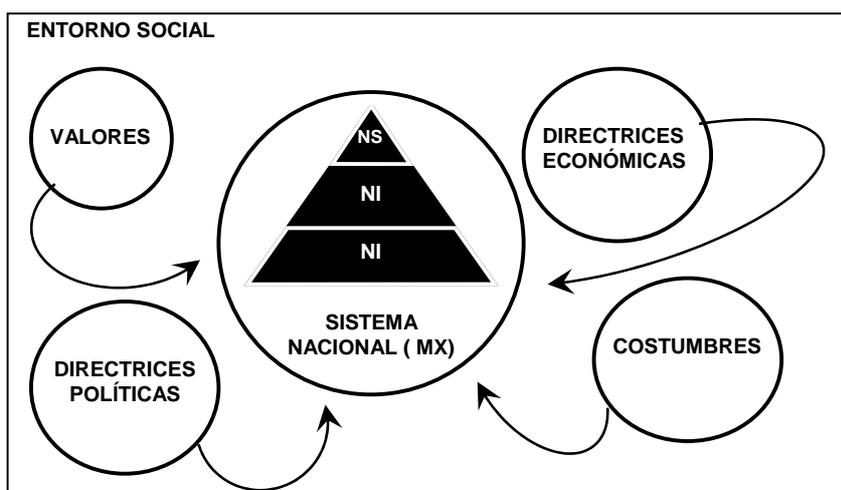 ENTORNO SOCIAL
VALORES
NS
NI
NI
SISTEMA
NACIONAL ( MX)
DIRECTRICES
ECONÓMICAS
DIRECTRICES
POLÍTICAS
COSTUMBRES